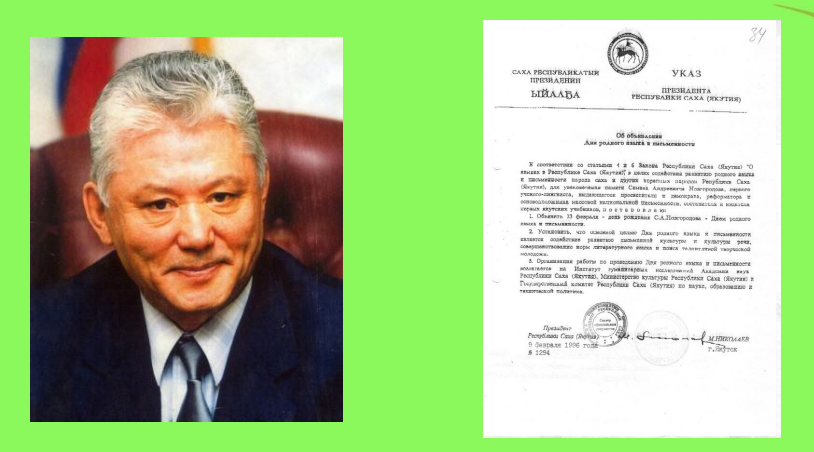 84
САХА РЕСПУБЛИКАТЫН
ПРЕЗИДЕНИН
ЫЙААҔА
УКАЗ
ПРЕЗИДЕНТА
РЕСПУБЛИКИ САХА (ЯКУТИЯ)
Об объявлении
Дня родного языка и письменности
В соответствии со статьями 4 и 6 Закона Республики Саха (Якутия) "О
языках в Республике Саха (Якутия)", в целях содействия развитию родного языка
и письменности народа саха и других коренных народов Республики Саха
(Якутия), для увековечения памяти Семена Андреевича Новгородова, первого
ученого-лингвиста, выдающегося просветителя и демократа, реформатора и
основоположника массовой национальной письменности, составителя и издателя
первых якутских учебников, п о с т а н о в л я ю:
1. Объявить 13 февраля - день рождения С.А.Новгородова - Днем родного
языка и письменности.
2. Установить, что основной целью Дня родного языка и письменности
является содействие развитию письменной культуры и культуры речи,
совершенствованию норм литературного языка и поиск талантливой творческой
молодежи.
3. Организацию работы по проведению Дня родного языка и письменности
возложить на Институт гуманитарных исследований Академии наук
Республики Саха (Якутия), Министерство культуры Республики Саха (Якутия) и
Государственный комитет Республики Саха (Якутия) по науке, образованию и
технической политике.
Президент
Республики Саха (Якутия)
М.НИКОЛАЕВ
9 февраля 1996 года
г.Якутск
№ 1294